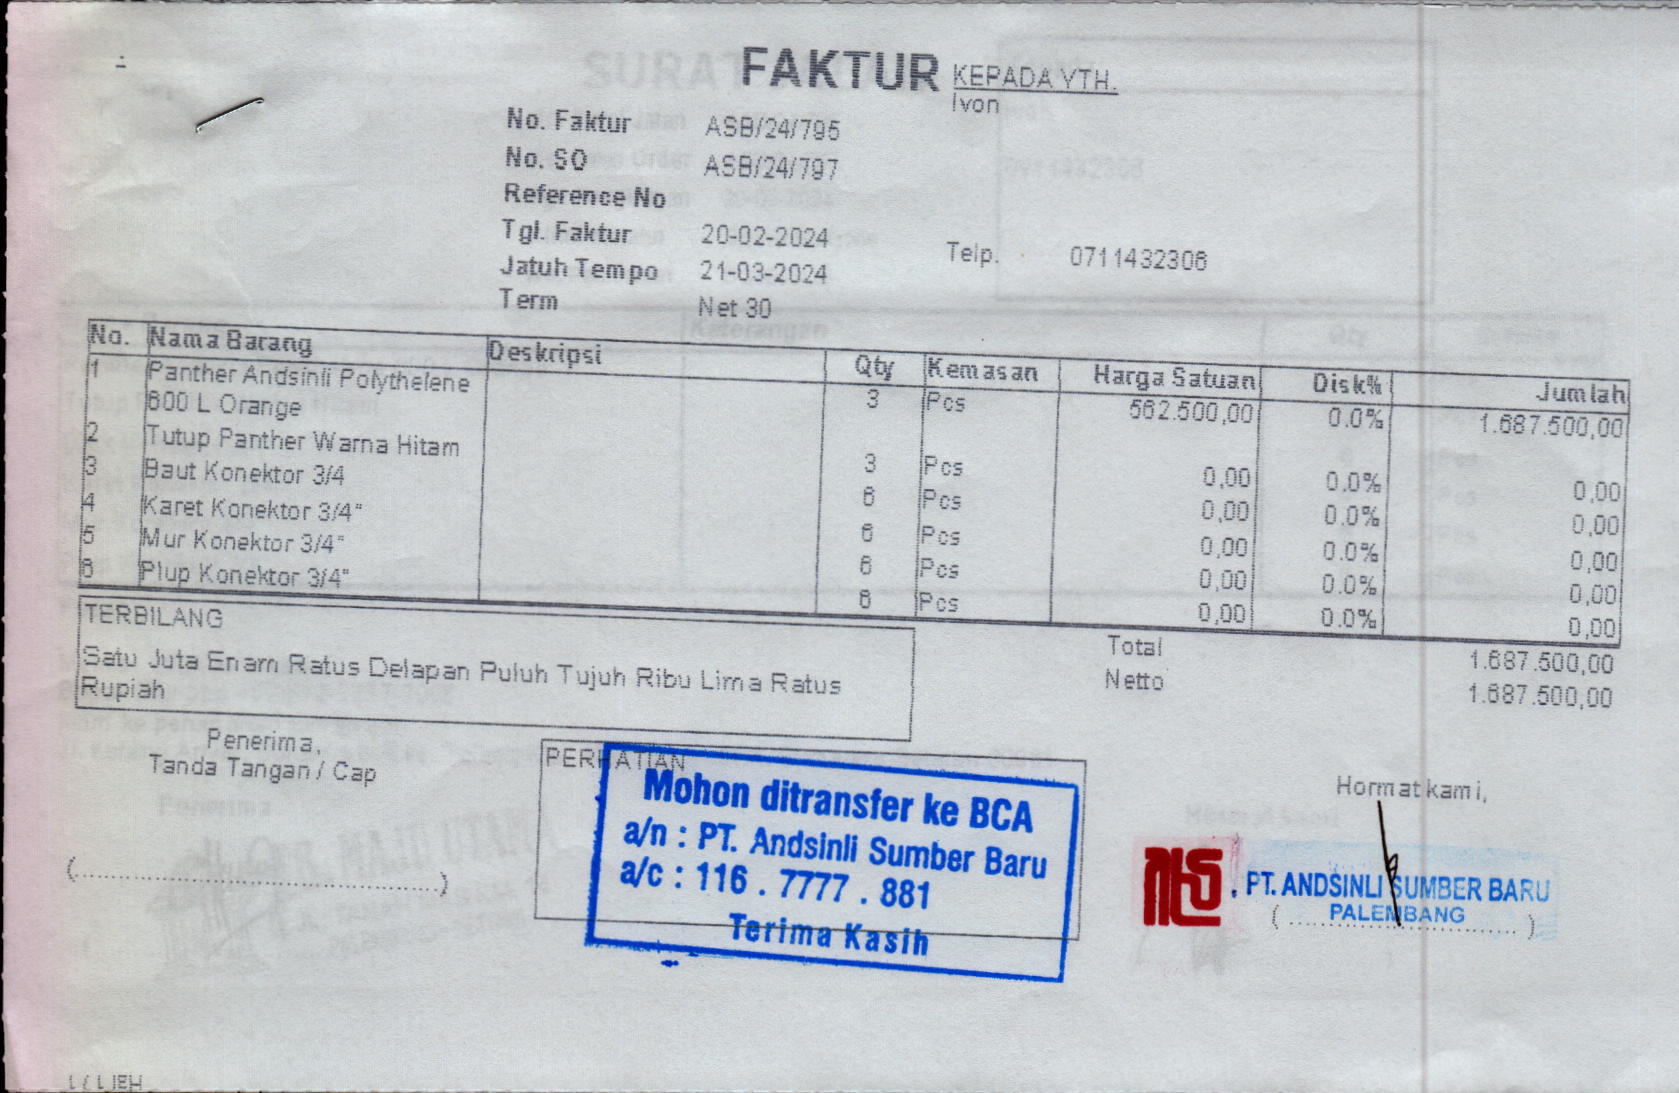 FAKTUR
KEPADA YTH.
Ivon
No. Faktur ASB/24/795
No. SO ASB/24/797
Reference No
Tgl. Faktur 20-02-2024
Telp. 0711432306
Jatuh Tempo 21-03-2024
Term Net 30
No. Nama Barang Deskripsi Qty Kemasan Harga Satuan Disk% Jumlah
1 Panther Andsinli Polythelene 3 Pcs 562.500,00 0.0% 1.687.500,00
600 L Orange
2 Tutup Panther Warna Hitam 3 Pcs 0,00 0.0% 0,00
3 Baut Konektor 3/4 6 Pcs 0,00 0.0% 0,00
4 Karet Konektor 3/4" 6 Pcs 0,00 0.0% 0,00
5 Mur Konektor 3/4" 6 Pcs 0,00 0.0% 0,00
6 Plup Konektor 3/4" 6 Pcs 0,00 0.0% 0,00
TERBILANG
Satu Juta Enam Ratus Delapan Puluh Tujuh Ribu Lima Ratus
Rupiah
Total 1.687.500,00
Netto 1.687.500,00
Penerima,
Tanda Tangan / Cap
(..............................................)
PERHATIAN
Mohon ditransfer ke BCA
a/n : PT. Andsinli Sumber Baru
a/c : 116 . 7777 . 881
Terima Kasih
Hormat kami,
PT. ANDSINLI SUMBER BARU
PALEMBANG
(..............................................)